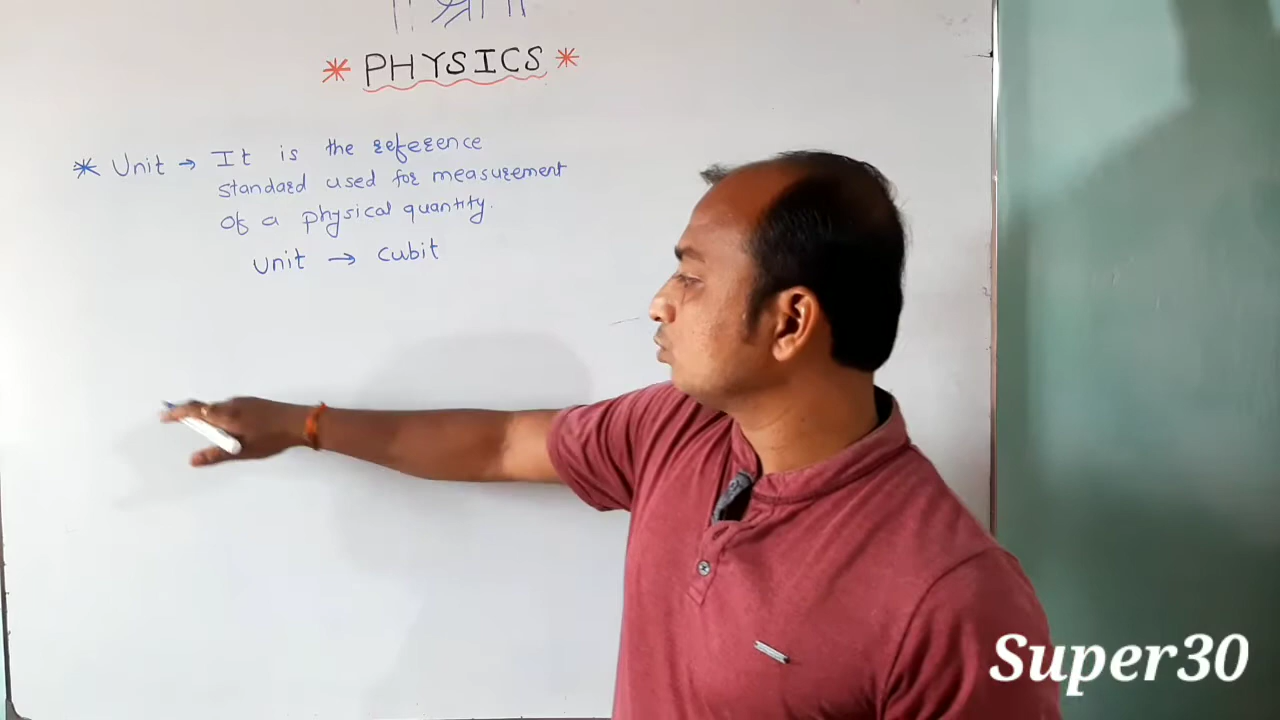 * PHYSICS *
* Unit → It is the reference
standard used for measurement
of a physical quantity.
unit → cubit
Super30